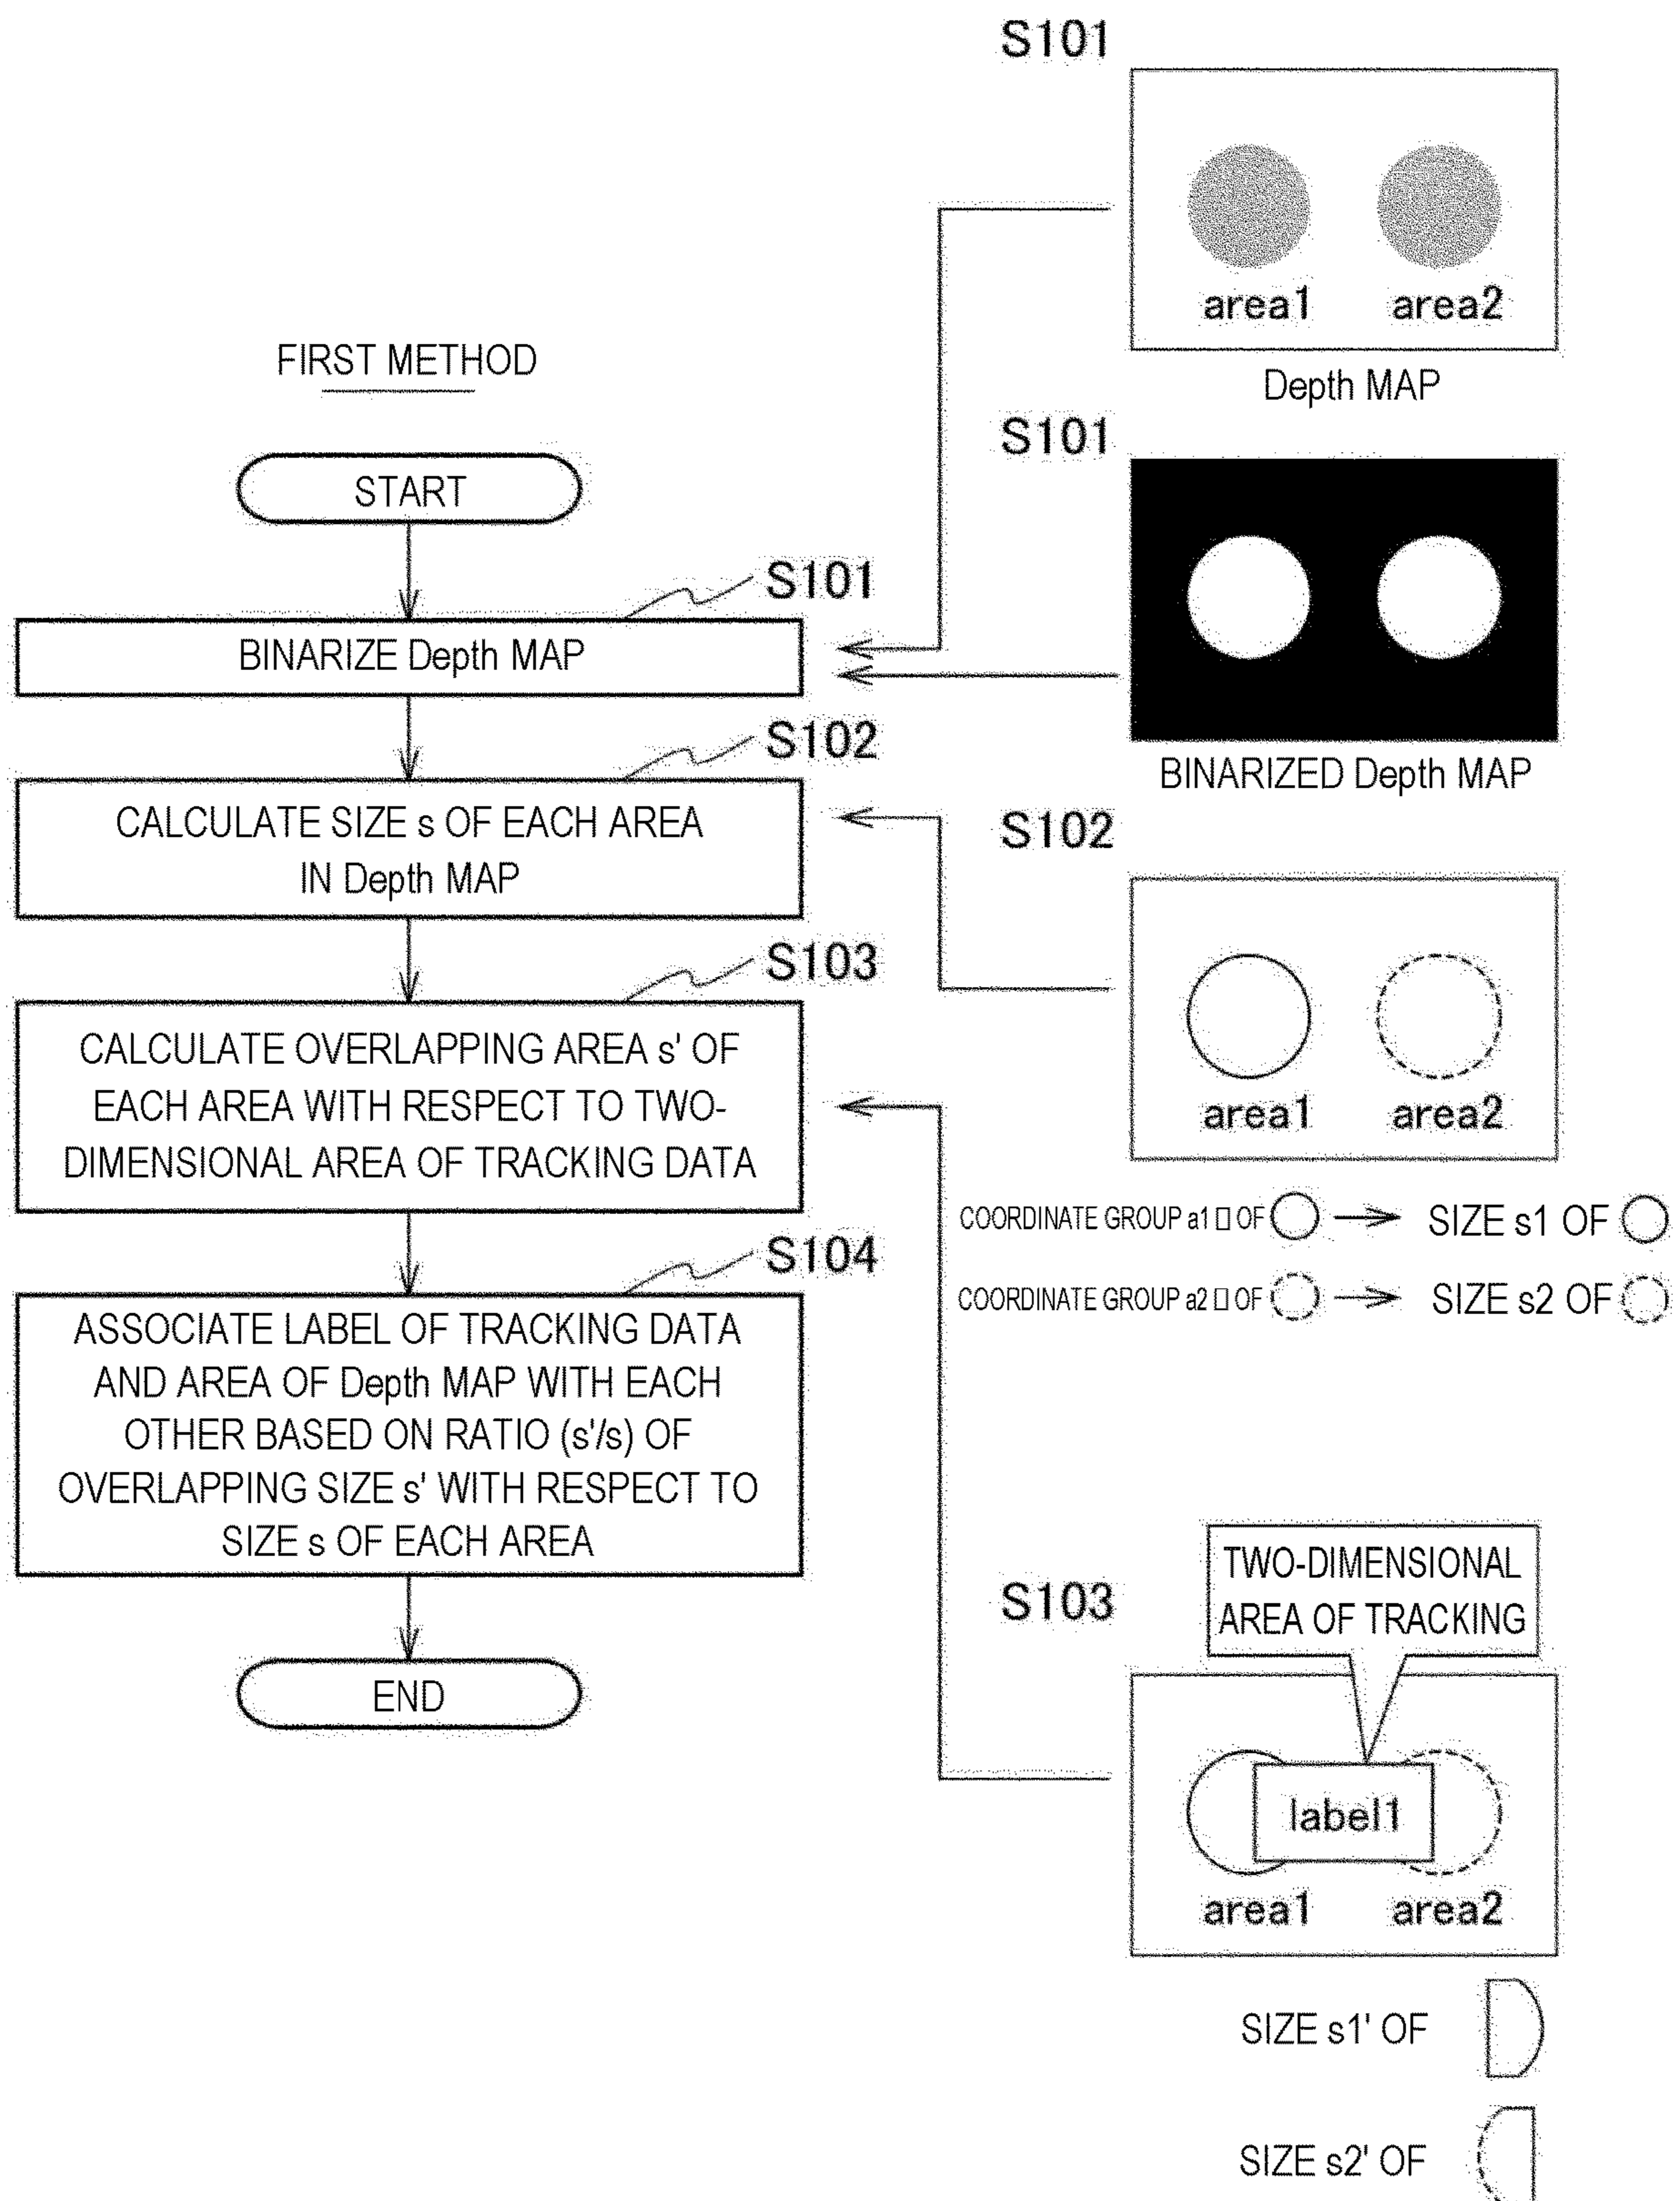 FIRST METHOD
START
S101
BINARIZE Depth MAP
S102
CALCULATE SIZE s OF EACH AREA
IN Depth MAP
S103
CALCULATE OVERLAPPING AREA s' OF
EACH AREA WITH RESPECT TO TWO-
DIMENSIONAL AREA OF TRACKING DATA
S104
ASSOCIATE LABEL OF TRACKING DATA
AND AREA OF Depth MAP WITH EACH
OTHER BASED ON RATIO (s'/s) OF
OVERLAPPING SIZE s' WITH RESPECT TO
SIZE s OF EACH AREA
END
S101
area1 area2
Depth MAP
S101
BINARIZED Depth MAP
S102
area1 area2
COORDINATE GROUP a1 □ OF SIZE s1 OF
COORDINATE GROUP a2 □ OF SIZE s2 OF
S103
TWO-DIMENSIONAL
AREA OF TRACKING
label1
area1 area2
SIZE s1' OF
SIZE s2' OF